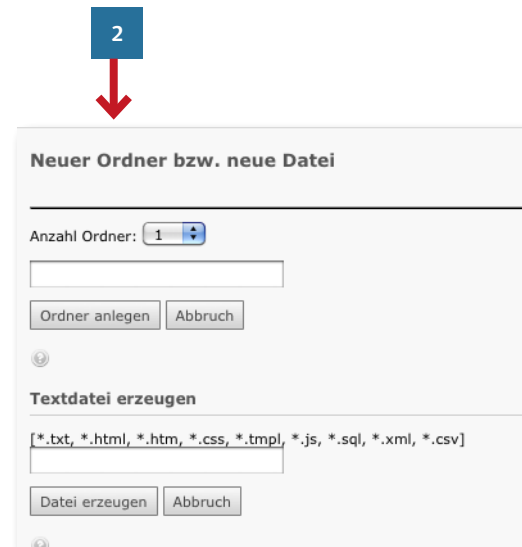 2
Neuer Ordner bzw. neue Datei
Anzahl Ordner: 1
Ordner anlegen Abbruch
?
Textdatei erzeugen
[*.txt, *.html, *.htm, *.css, *.tmpl, *.js, *.sql, *.xml, *.csv]
Datei erzeugen Abbruch
?